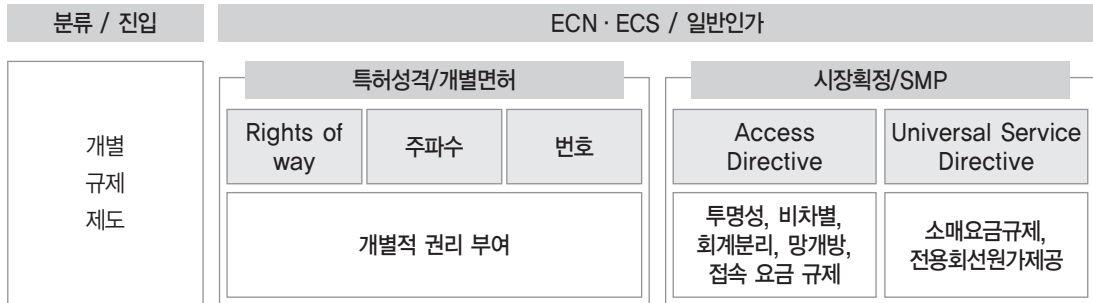 분류 / 진입
ECN · ECS / 일반인가
개별
규제
제도
특허성격/개별면허
Rights of
way
주파수
번호
개별적 권리 부여
시장획정/SMP
Access
Directive
Universal Service
Directive
투명성, 비차별,
회계분리, 망개방,
접속 요금 규제
소매요금규제,
전용회선원가제공